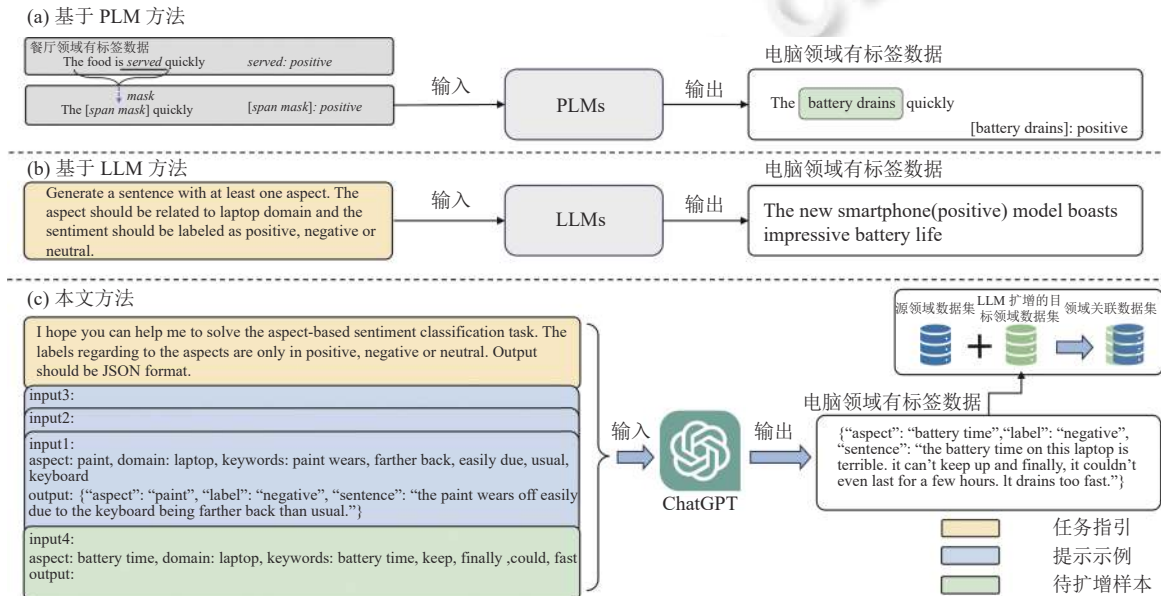 (a) 基于 PLM 方法
餐厅领域有标签数据
The food is served quickly served: positive
mask
The [span mask] quickly [span mask]: positive
输入
PLMs
输出
电脑领域有标签数据
The battery drains quickly
[battery drains]: positive
(b) 基于 LLM 方法
Generate a sentence with at least one aspect. The
aspect should be related to laptop domain and the
sentiment should be labeled as positive, negative or
neutral.
输入
LLMs
输出
电脑领域有标签数据
The new smartphone(positive) model boasts
impressive battery life
(c) 本文方法
I hope you can help me to solve the aspect-based sentiment classification task. The
labels regarding to the aspects are only in positive, negative or neutral. Output
should be JSON format.
input3:
input2:
input1:
aspect: paint, domain: laptop, keywords: paint wears, farther back, easily due, usual,
keyboard
output: {“aspect”: “paint”, “label”: “negative”, “sentence”: “the paint wears off easily
due to the keyboard being farther back than usual.”}
input4:
aspect: battery time, domain: laptop, keywords: battery time, keep, finally ,could, fast
output:
输入
ChatGPT
输出
源领域数据集
LLM 扩增的目
标领域数据集
领域关联数据集
电脑领域有标签数据
{“aspect”: “battery time”,“label”: “negative”,
“sentence”: “the battery time on this laptop is
terrible. it can’t keep up and finally, it couldn’t
even last for a few hours. lt drains too fast.”}
任务指引
提示示例
待扩增样本